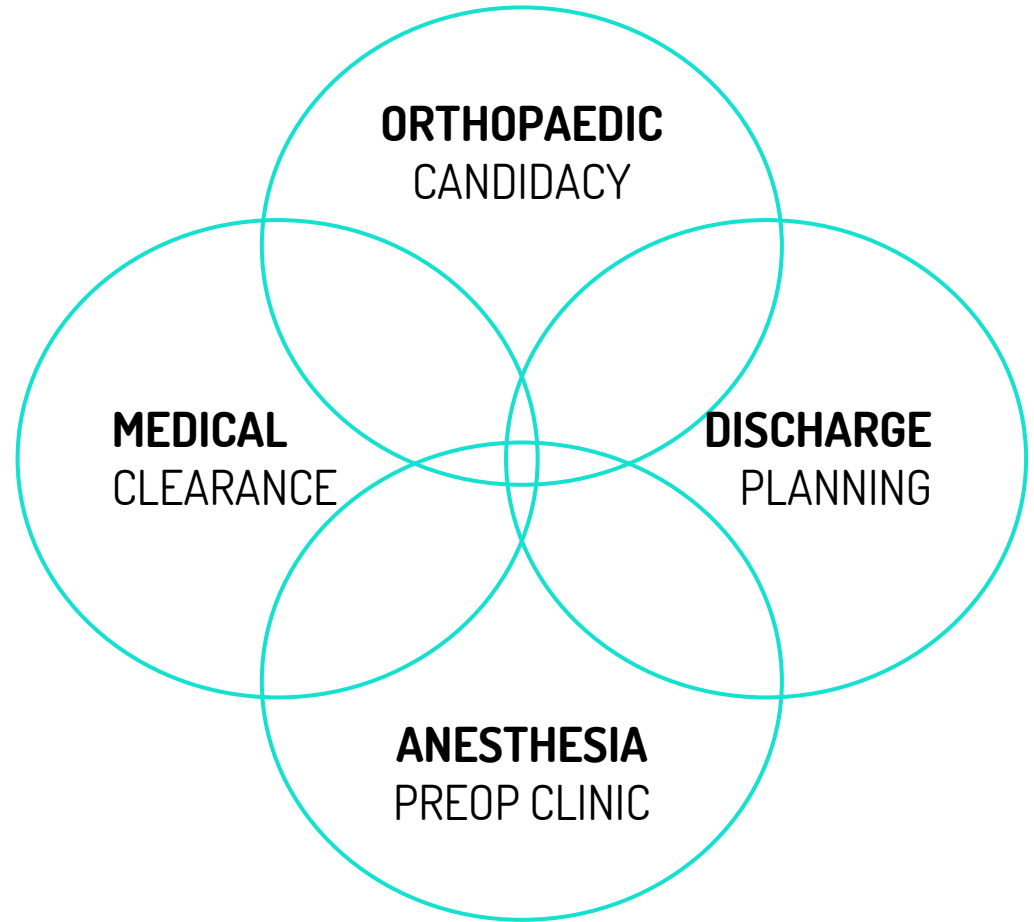 ORTHOPAEDIC
CANDIDACY
MEDICAL
CLEARANCE
DISCHARGE
PLANNING
ANESTHESIA
PREOP CLINIC